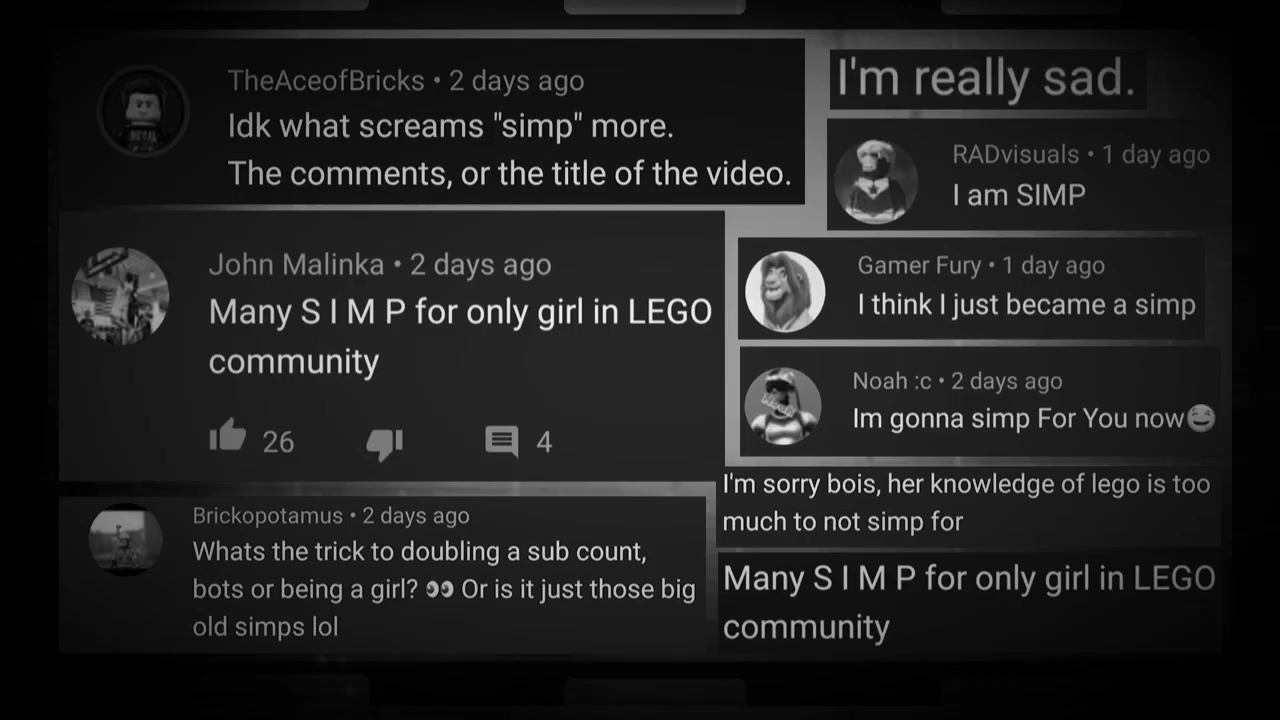 TheAceofBricks • 2 days ago
Idk what screams "simp" more.
The comments, or the title of the video.
John Malinka • 2 days ago
Many S I M P for only girl in LEGO
community
26
4
Brickopotamus • 2 days ago
Whats the trick to doubling a sub count,
bots or being a girl? 👀 Or is it just those big
old simps lol
I'm really sad.
RADvisuals • 1 day ago
I am SIMP
Gamer Fury • 1 day ago
I think I just became a simp
Noah :c • 2 days ago
Im gonna simp For You now😅
I'm sorry bois, her knowledge of lego is too
much to not simp for
Many S I M P for only girl in LEGO
community